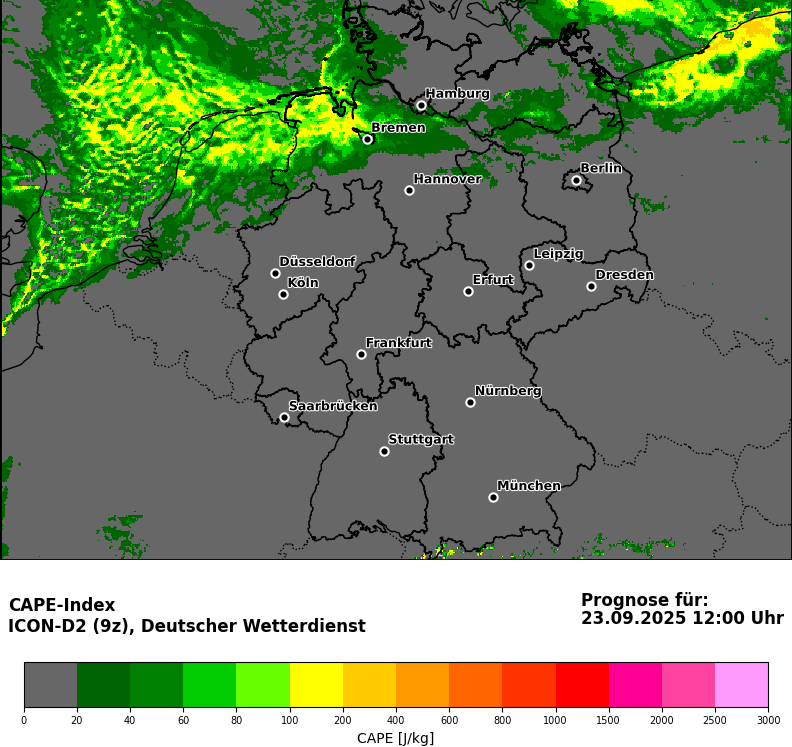 Hamburg
Bremen
Berlin
Hannover
Leipzig
Düsseldorf
Dresden
Köln
Erfurt
Frankfurt
Nürnberg
Saarbrücken
Stuttgart
München
CAPE-Index
ICON-D2 (9z), Deutscher Wetterdienst
Prognose für:
23.09.2025 12:00 Uhr
0 20 40 60 80 100 200 400 600 800 1000 1500 2000 2500 3000
CAPE [J/kg]